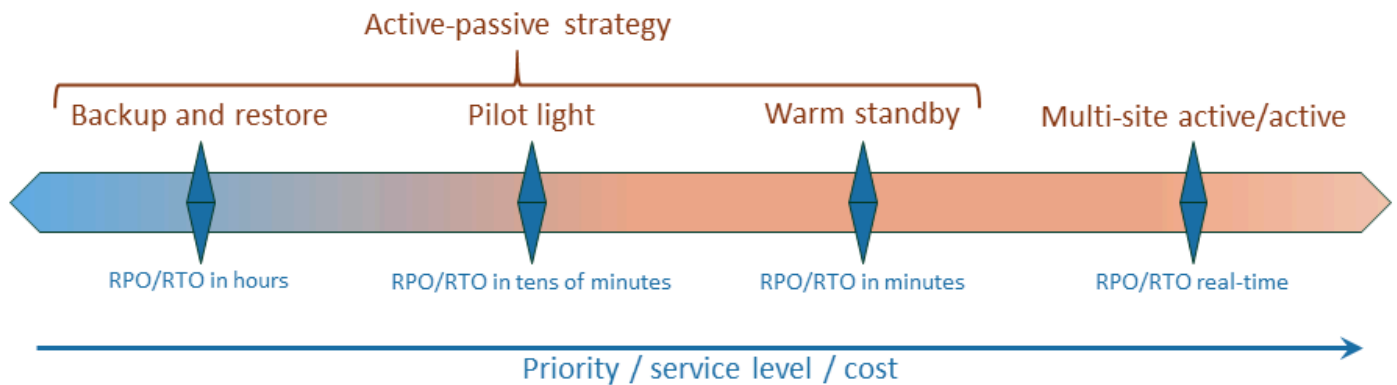 Active-passive strategy
Backup and restore
Pilot light
Warm standby
Multi-site active/active
RPO/RTO in hours
RPO/RTO in tens of minutes
RPO/RTO in minutes
RPO/RTO real-time
Priority / service level / cost